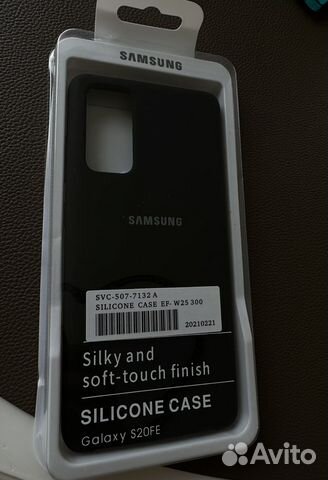 SAMSUNG
SAMSUNG
SVC-507-7132 A
SILICONE CASE EF- W25 300
20210221
Silky and
soft-touch finish
SILICONE CASE
Galaxy S20FE
Avito